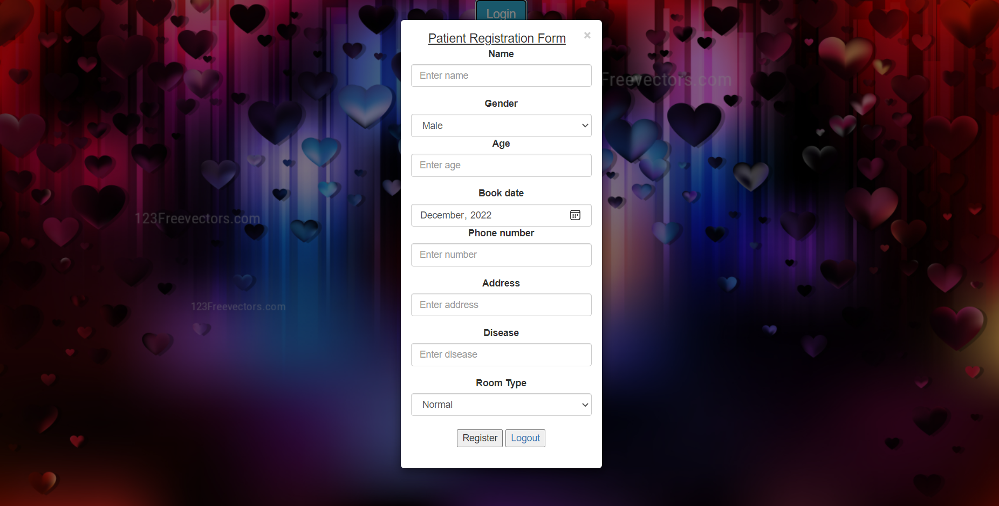 Login
Patient Registration Form
×
Name
Enter name
Gender
Male
Age
Enter age
Book date
December, 2022
Phone number
Enter number
Address
Enter address
Disease
Enter disease
Room Type
Normal
Register Logout
Freevectors.com
123Freevectors.com
123Freevectors.com